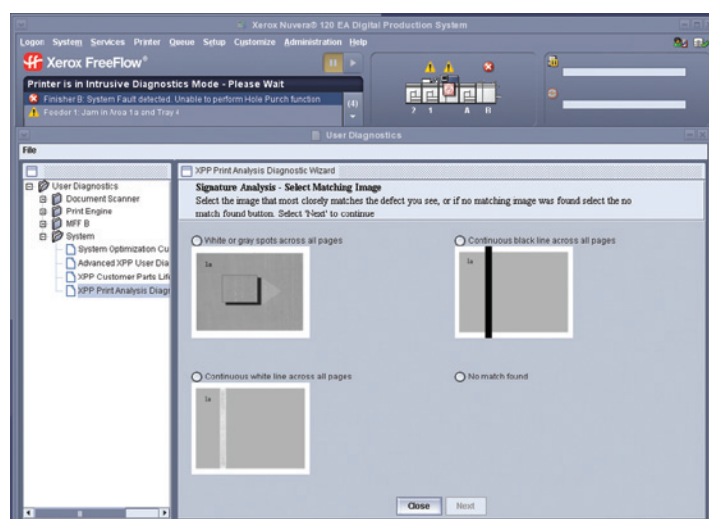 Xerox Nuvera® 120 EA Digital Production System
Logon System Services Printer Queue Setup Customize Administration Help
Xerox FreeFlow®
Printer is in Intrusive Diagnostics Mode - Please Wait
Finisher B: System Fault detected. Unable to perform Hole Punch function
(4)
Feeder 1: Jam in Area 1a and Tray 4
2 1 A B
User Diagnostics
File
XPP Print Analysis Diagnostic Wizard
Signature Analysis - Select Matching Image
Select the image that most closely matches the defect you see, or if no matching image was found select the no
match found button. Select 'Next' to continue
User Diagnostics
Document Scanner
Print Engine
MFF B
System
System Optimization Cu
Advanced XPP User Dia
XPP Customer Parts Lif
XPP Print Analysis Diagn
White or gray spots across all pages
Continuous black line across all pages
1a
1a
Continuous white line across all pages
No match found
1a
Close Next